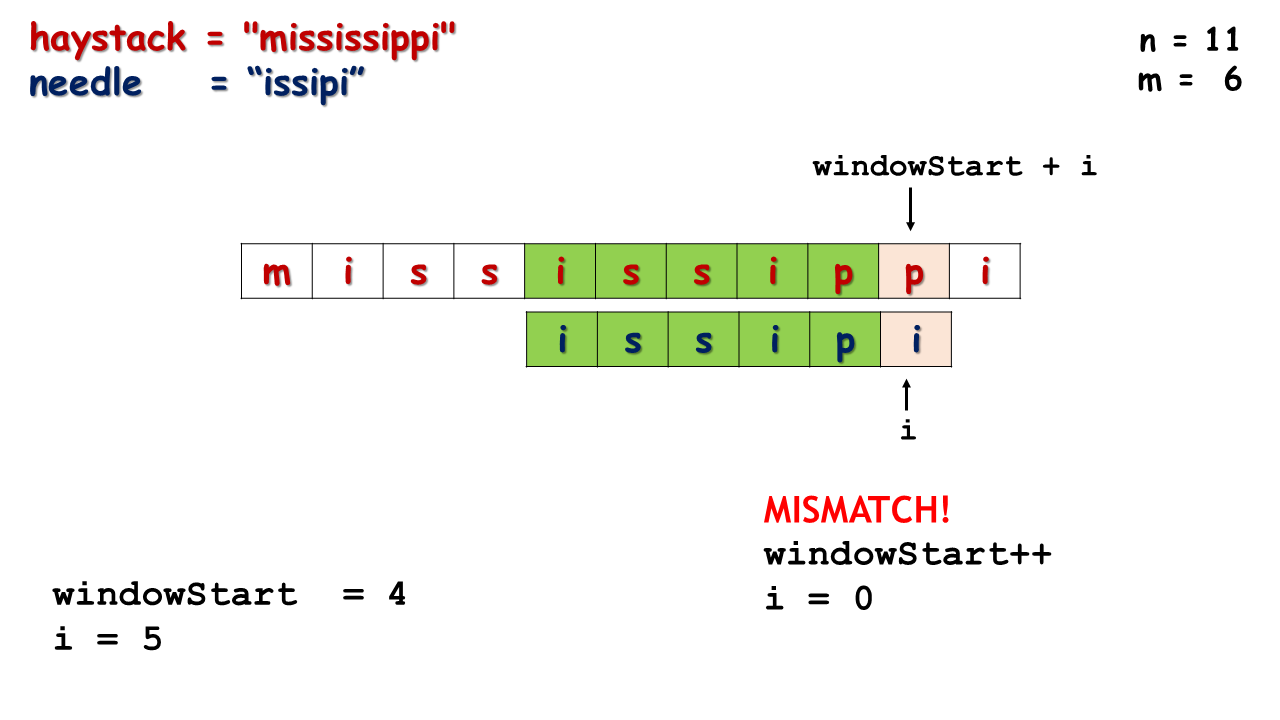 haystack = "mississippi"
needle = “issipi”
n = 11
m = 6
windowStart + i
m i s s i s s i p p i
i s s i p i
i
MISMATCH!
windowStart++
i = 0
windowStart = 4
i = 5